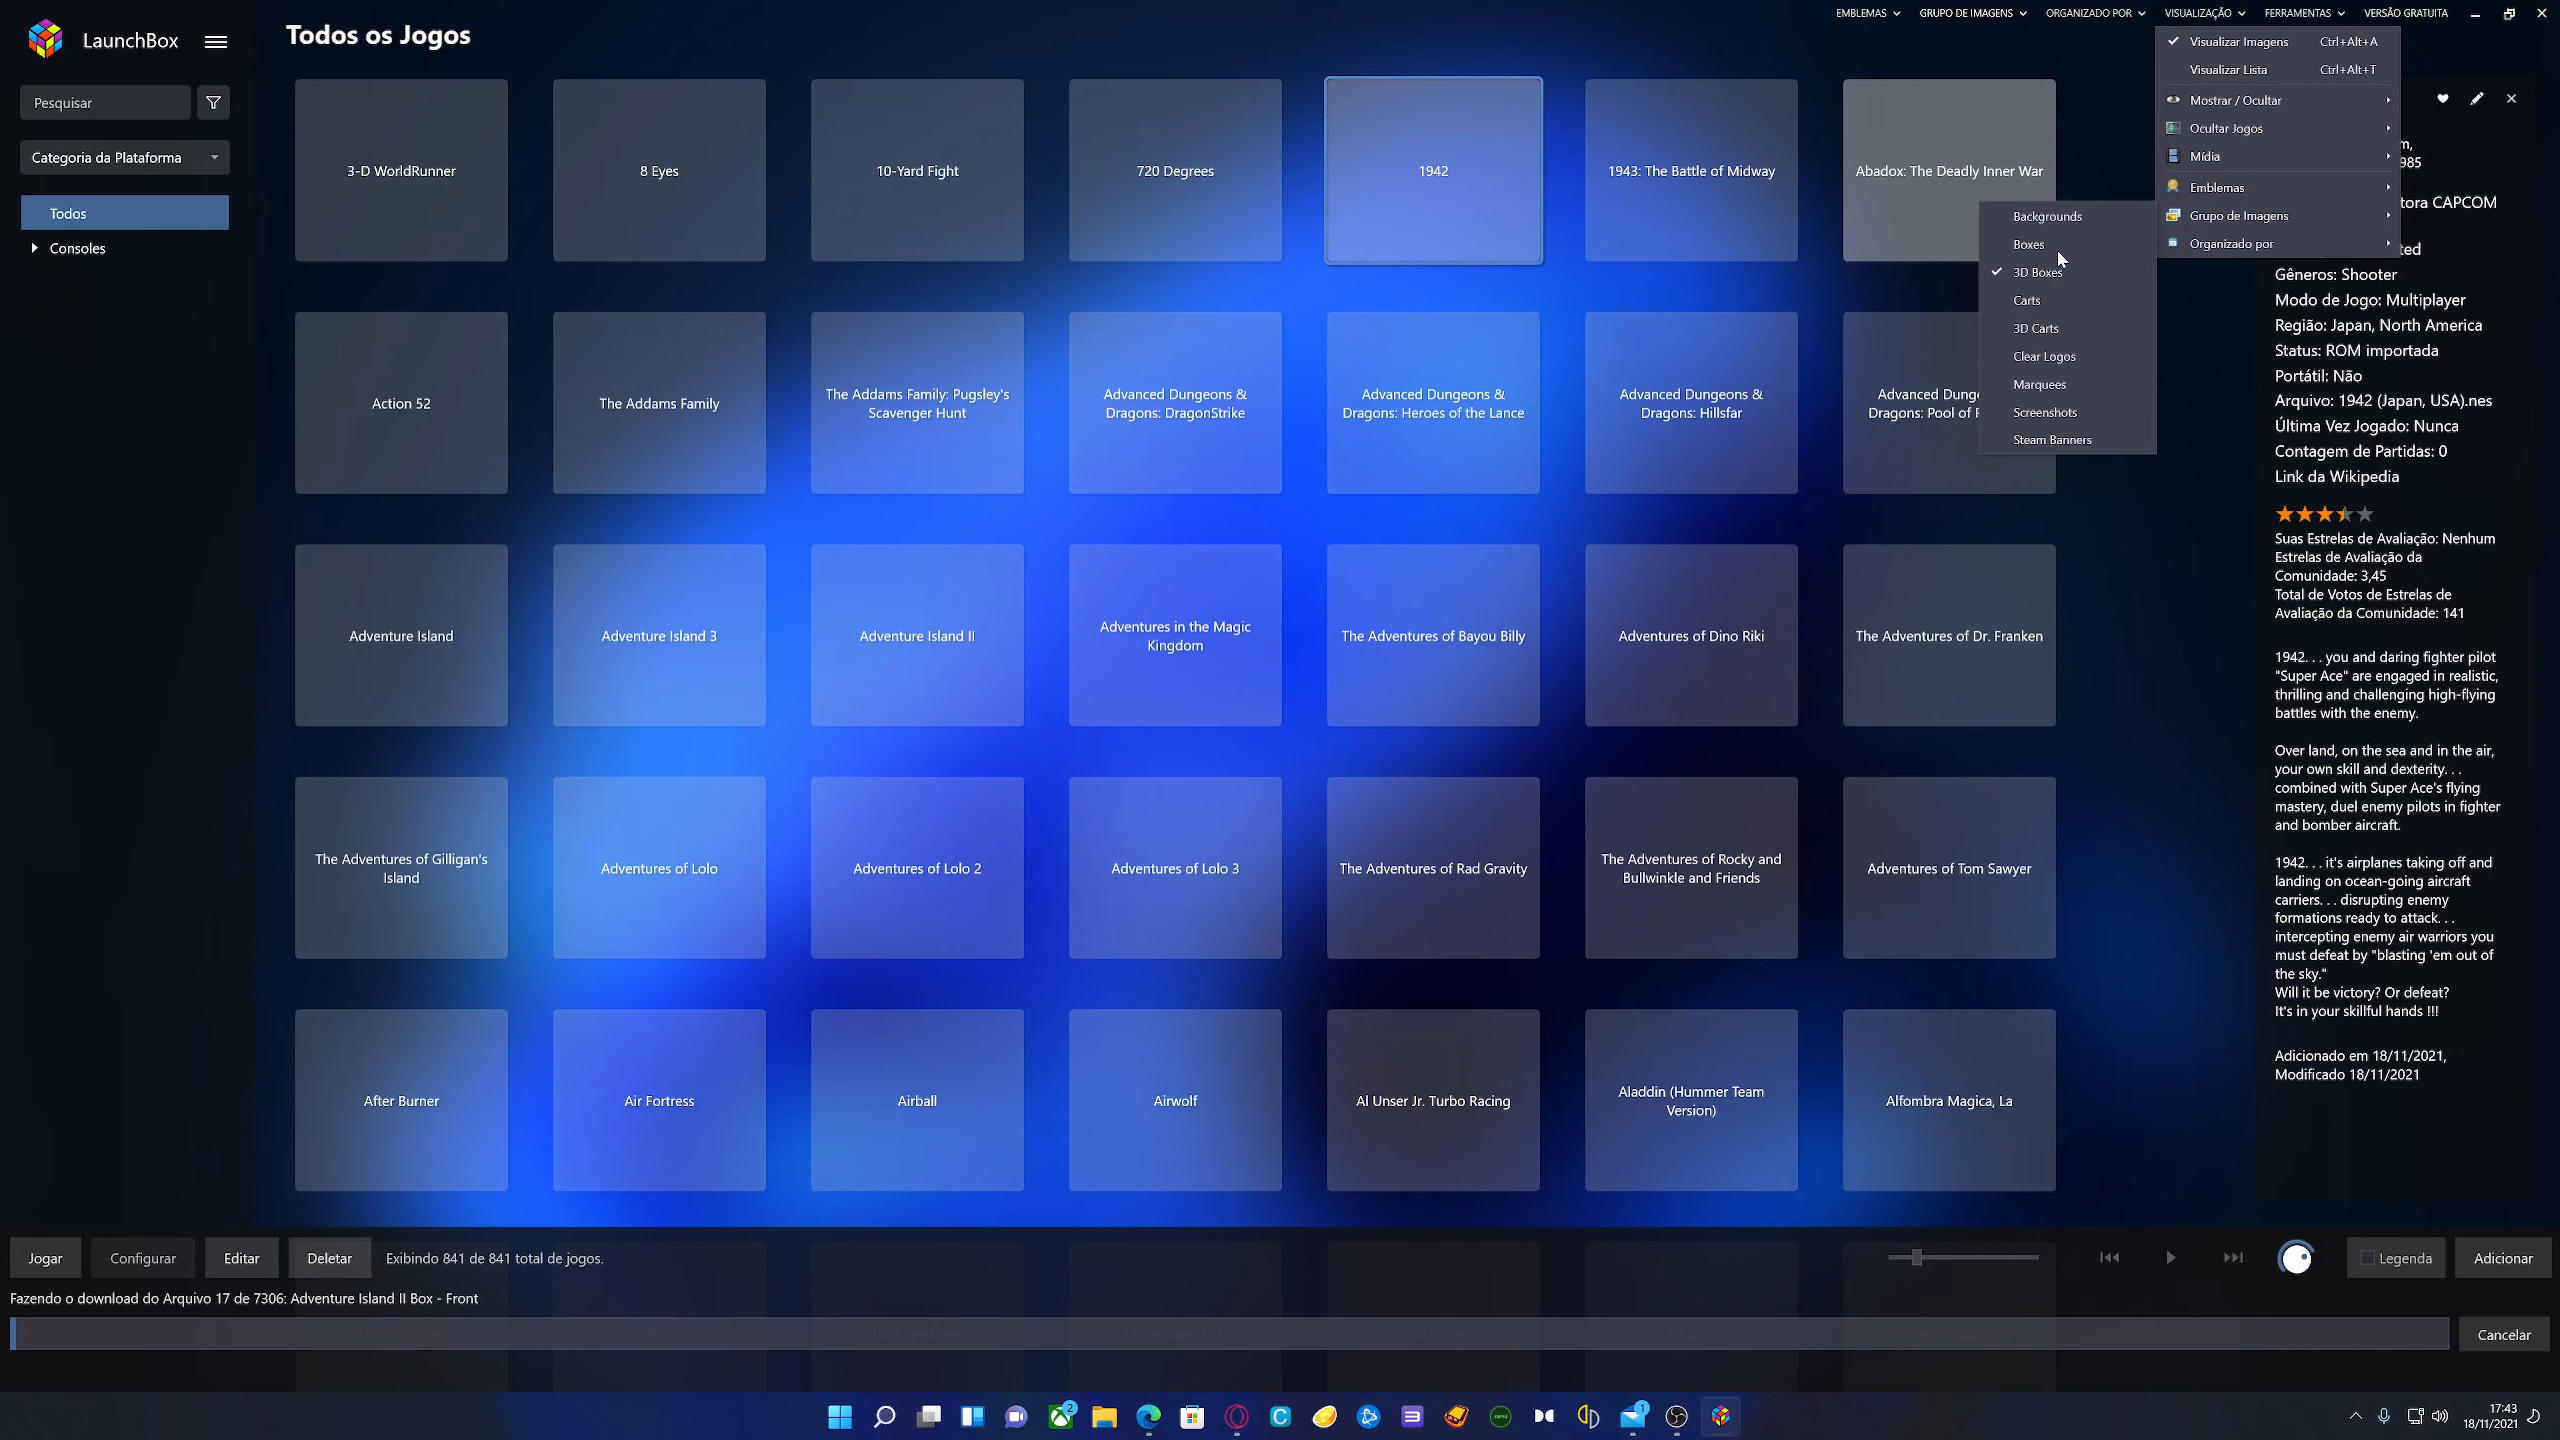 LaunchBox
Todos os Jogos
EMBLEMAS
GRUPO DE IMAGENS
ORGANIZADO POR
VISUALIZAÇÃO
FERRAMENTAS
VERSÃO GRATUITA
Pesquisar
Categoria da Plataforma
Todos
Consoles
Visualizar Imagens Ctrl+Alt+A
Visualizar Lista Ctrl+Alt+T
Mostrar / Ocultar
Ocultar Jogos
Mídia
Emblemas
Grupo de Imagens
Organizado por
Backgrounds
Boxes
3D Boxes
Carts
3D Carts
Clear Logos
Marquees
Screenshots
Steam Banners
3-D WorldRunner
8 Eyes
10-Yard Fight
720 Degrees
1942
1943: The Battle of Midway
Abadox: The Deadly Inner War
Action 52
The Addams Family
The Addams Family: Pugsley's
Scavenger Hunt
Advanced Dungeons &
Dragons: DragonStrike
Advanced Dungeons &
Dragons: Heroes of the Lance
Advanced Dungeons &
Dragons: Hillsfar
Advanced Dung
Dragons: Pool of
Adventure Island
Adventure Island 3
Adventure Island II
Adventures in the Magic
Kingdom
The Adventures of Bayou Billy
Adventures of Dino Riki
The Adventures of Dr. Franken
The Adventures of Gilligan's
Island
Adventures of Lolo
Adventures of Lolo 2
Adventures of Lolo 3
The Adventures of Rad Gravity
The Adventures of Rocky and
Bullwinkle and Friends
Adventures of Tom Sawyer
After Burner
Air Fortress
Airball
Airwolf
Al Unser Jr. Turbo Racing
Aladdin (Hummer Team
Version)
Alfombra Magica, La
m,
985
tora CAPCOM
ted
Gêneros: Shooter
Modo de Jogo: Multiplayer
Região: Japan, North America
Status: ROM importada
Portátil: Não
Arquivo: 1942 (Japan, USA).nes
Última Vez Jogado: Nunca
Contagem de Partidas: 0
Link da Wikipedia
Suas Estrelas de Avaliação: Nenhum
Estrelas de Avaliação da
Comunidade: 3,45
Total de Votos de Estrelas de
Avaliação da Comunidade: 141
1942. . . you and daring fighter pilot
"Super Ace" are engaged in realistic,
thrilling and challenging high-flying
battles with the enemy.
Over land, on the sea and in the air,
your own skill and dexterity. . .
combined with Super Ace's flying
mastery, duel enemy pilots in fighter
and bomber aircraft.
1942. . . it's airplanes taking off and
landing on ocean-going aircraft
carriers. . . disrupting enemy
formations ready to attack. . .
intercepting enemy air warriors you
must defeat by "blasting 'em out of
the sky."
Will it be victory? Or defeat?
It's in your skillful hands !!!
Adicionado em 18/11/2021,
Modificado 18/11/2021
Jogar
Configurar
Editar
Deletar
Exibindo 841 de 841 total de jogos.
Legenda
Adicionar
Fazendo o download do Arquivo 17 de 7306: Adventure Island II Box - Front
Cancelar
2
1
17:43
18/11/2021